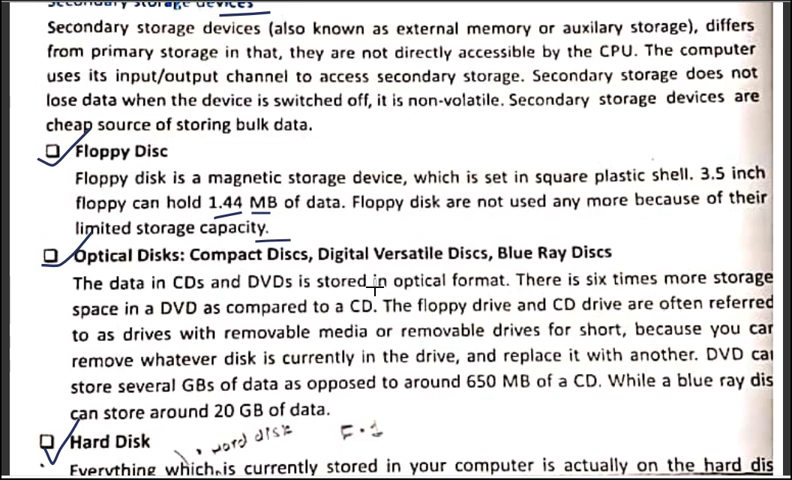 Secondary storage devices
Secondary storage devices (also known as external memory or auxilary storage), differs
from primary storage in that, they are not directly accessible by the CPU. The computer
uses its input/output channel to access secondary storage. Secondary storage does not
lose data when the device is switched off, it is non-volatile. Secondary storage devices are
cheap source of storing bulk data.
Floppy Disc
Floppy disk is a magnetic storage device, which is set in square plastic shell. 3.5 inch
floppy can hold 1.44 MB of data. Floppy disk are not used any more because of their
limited storage capacity.
Optical Disks: Compact Discs, Digital Versatile Discs, Blue Ray Discs
The data in CDs and DVDs is stored in optical format. There is six times more storage
space in a DVD as compared to a CD. The floppy drive and CD drive are often referred
to as drives with removable media or removable drives for short, because you car
remove whatever disk is currently in the drive, and replace it with another. DVD car
store several GBs of data as opposed to around 650 MB of a CD. While a blue ray dis
can store around 20 GB of data.
Hard Disk
Everything which is currently stored in your computer is actually on the hard dis